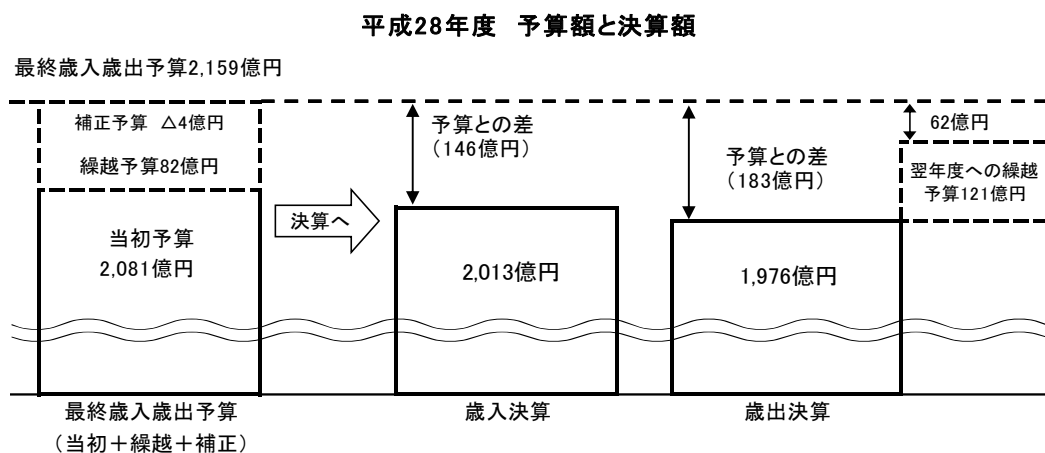 平成28年度　予算額と決算額
最終歳入歳出予算2,159億円
補正予算　△4億円
繰越予算82億円
当初予算
2,081億円
決算へ
予算との差
（146億円）
2,013億円
予算との差
（183億円）
1,976億円
62億円
翌年度への繰越
予算121億円
最終歳入歳出予算
（当初＋繰越＋補正）
歳入決算
歳出決算